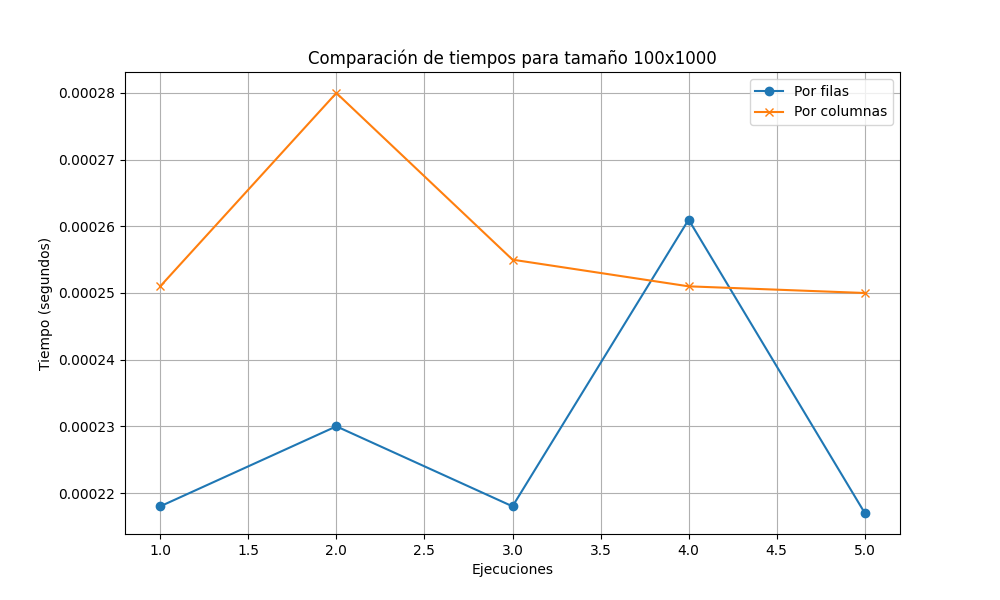 Comparación de tiempos para tamaño 100x1000
Por filas
Por columnas
0.00028
0.00027
0.00026
0.00025
0.00024
0.00023
0.00022
Tiempo (segundos)
1.0 1.5 2.0 2.5 3.0 3.5 4.0 4.5 5.0
Ejecuciones